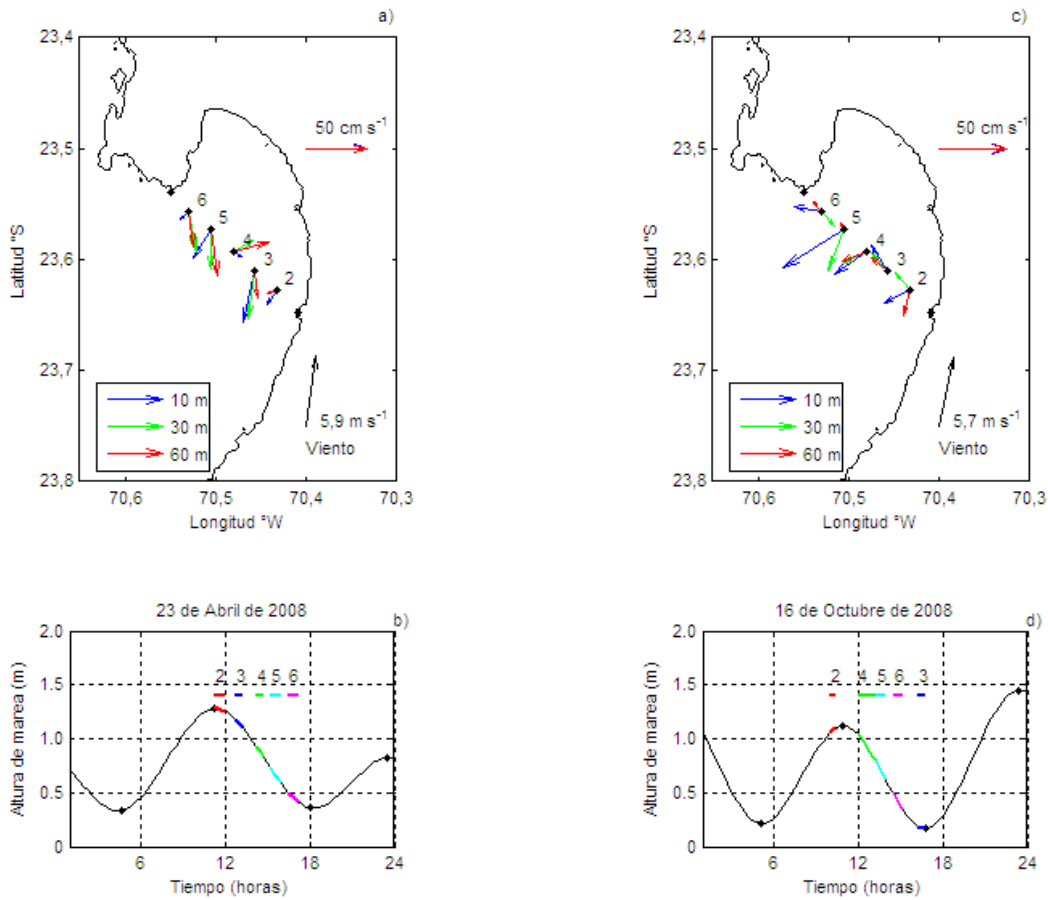 a)
23,4
23,5
23,6
23,7
23,8
Latitud °S
50 cm s⁻¹
6
5
4
3
2
10 m
30 m
60 m
5,9 m s⁻¹
Viento
70,6
70,5
70,4
70,3
Longitud °W
c)
23,4
23,5
23,6
23,7
23,8
Latitud °S
50 cm s⁻¹
6
5
4
3
2
10 m
30 m
60 m
5,7 m s⁻¹
Viento
70,6
70,5
70,4
70,3
Longitud °W
23 de Abril de 2008
b)
2.0
1.5
1.0
0.5
0
Altura de marea (m)
2 3 4 5 6
6 12 18 24
Tiempo (horas)
16 de Octubre de 2008
d)
2.0
1.5
1.0
0.5
0
Altura de marea (m)
2 4 5 6 3
6 12 18 24
Tiempo (horas)